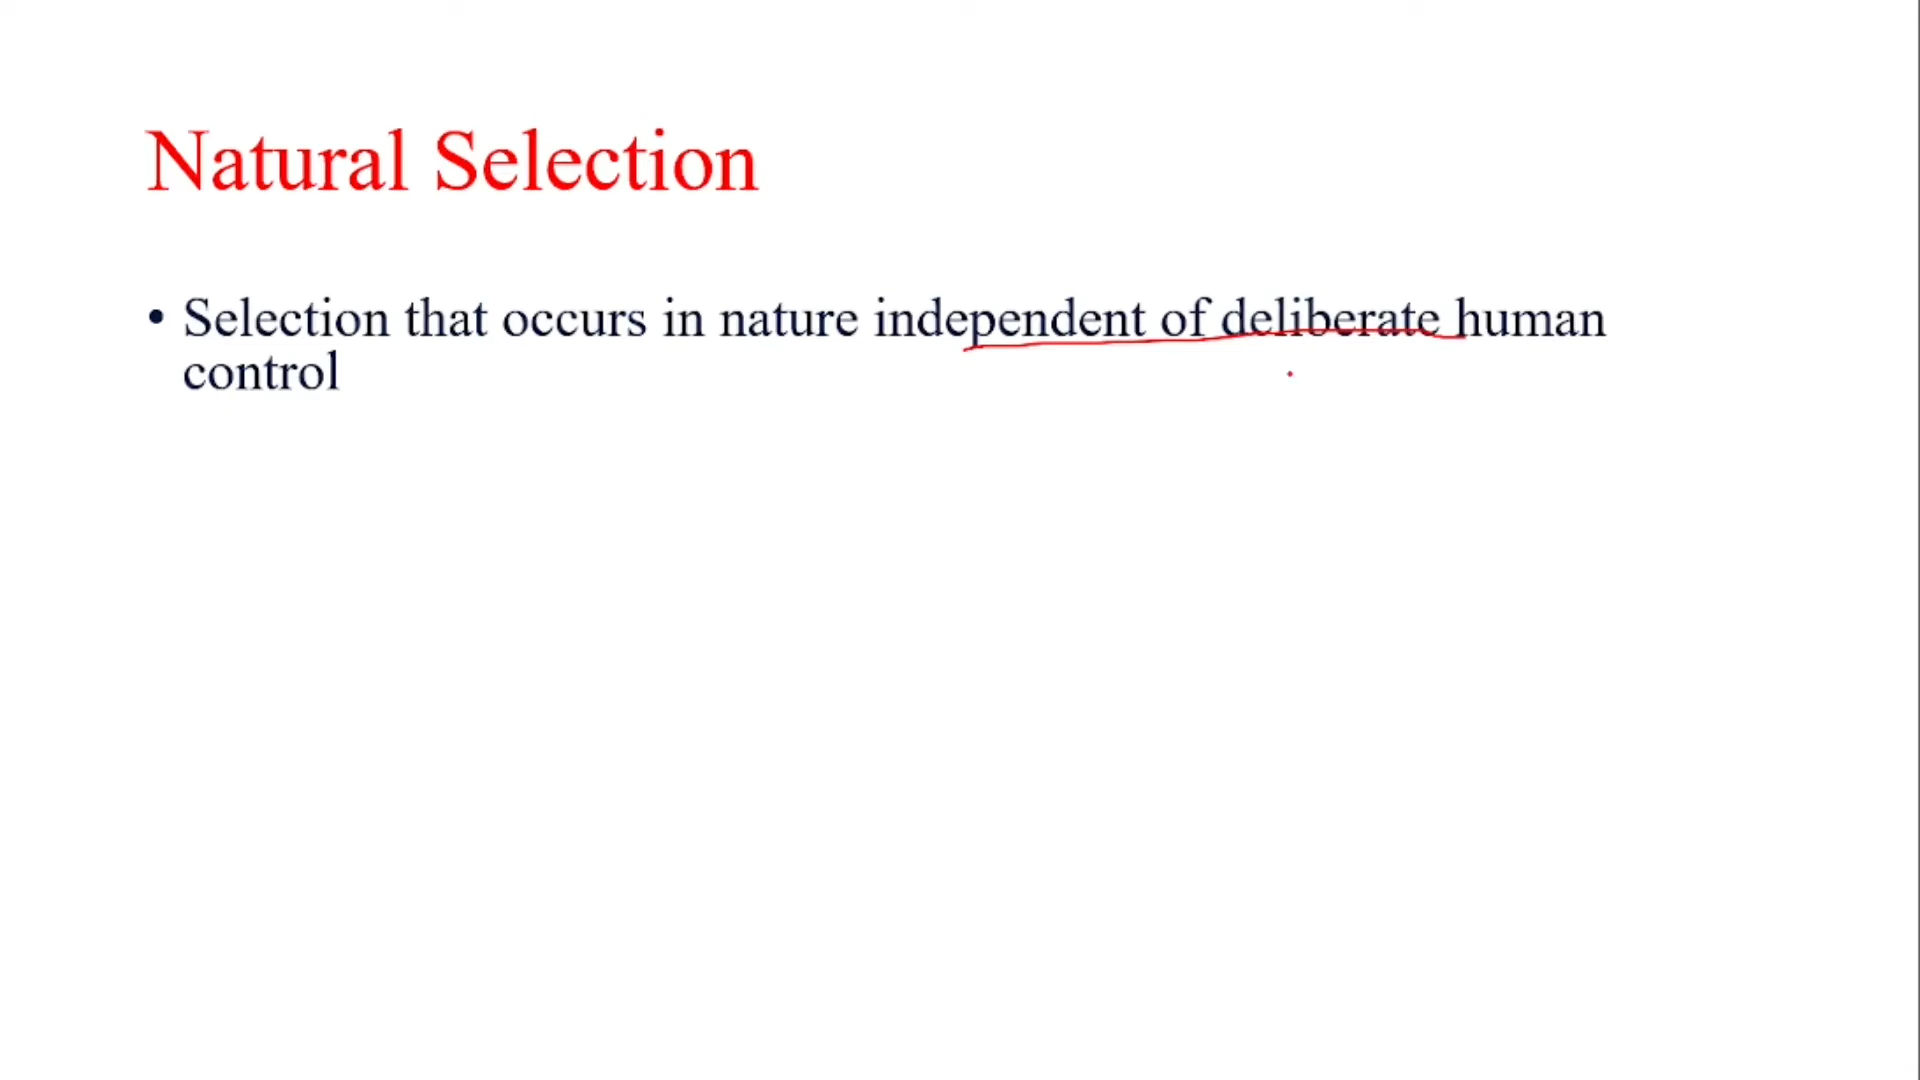 Natural Selection
• Selection that occurs in nature independent of deliberate human
control